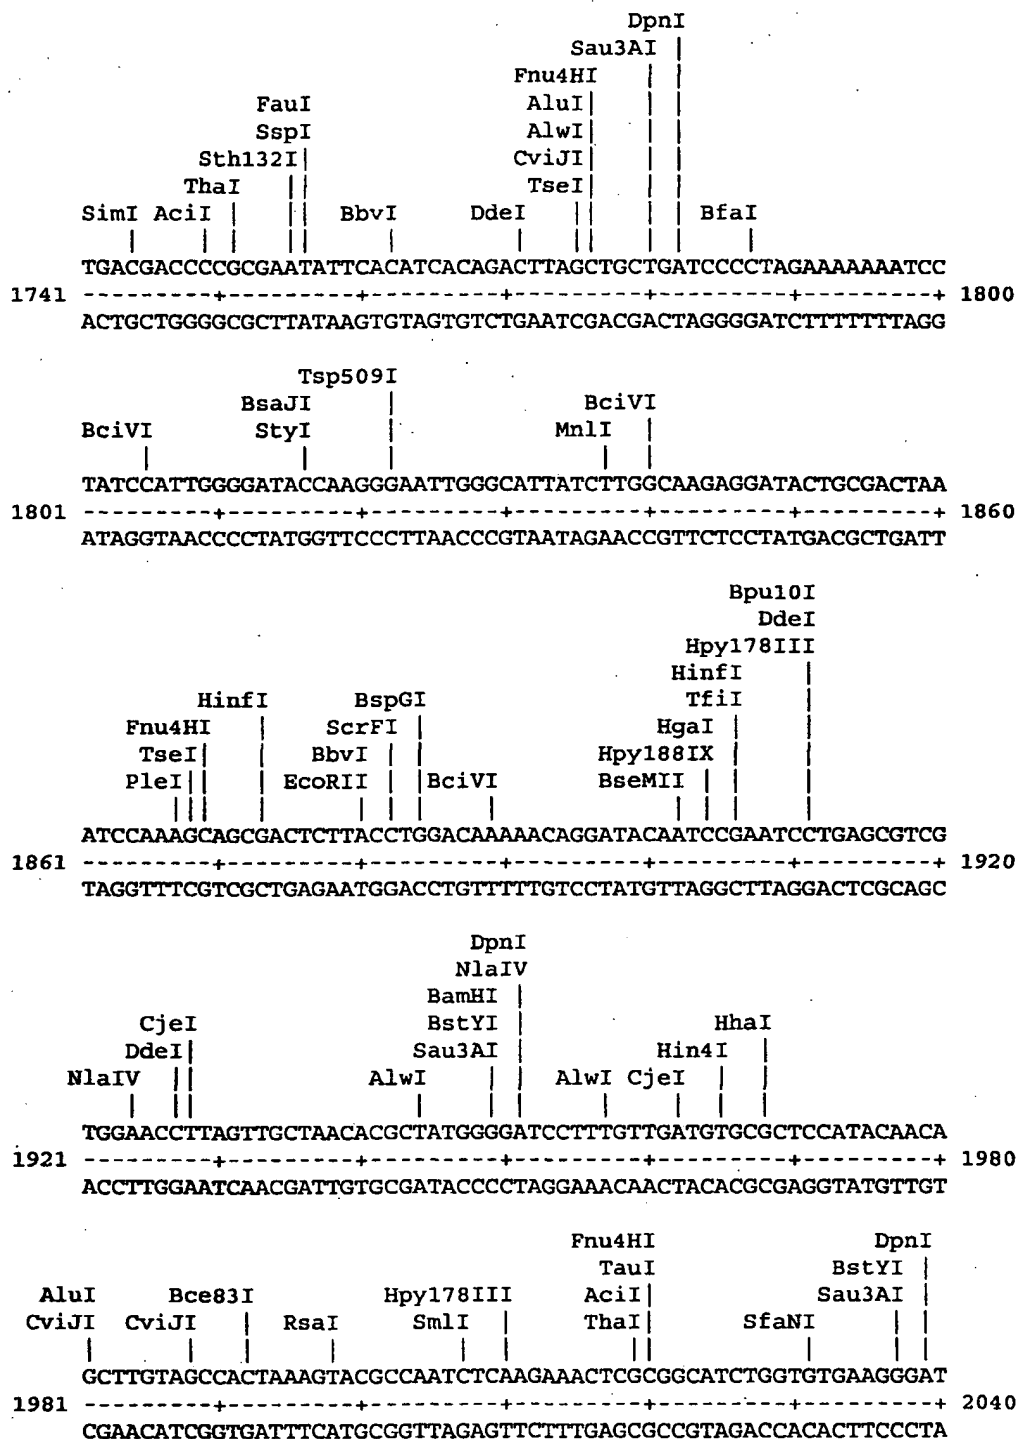 DpnI
Sau3AI
Fnu4HI
FauI AluI
SspI AlwI
Sth132I CviJI
ThaI TseI
SimI AciI BbvI DdeI BfaI
TGACGACCCCGCGAATATTCACATCACAGACTTAGCTGCTGATCCCCTAGAAAAAAATCC
1741 ---------+---------+---------+---------+---------+---------+ 1800
ACTGCTGGGGCGCTTATAAGTGTAGTGTCTGAATCGACGACTAGGGGATCTTTTTTTAGG
Tsp509I
BsaJI BciVI
BciVI StyI MnlI
TATCCATTGGGGATACCAAGGGAATTGGGCATTATCTTGGCAAGAGGATACTGCGACTAA
1801 ---------+---------+---------+---------+---------+---------+ 1860
ATAGGTAACCCCTATGGTTCCCTTAACCCGTAATAGAACCGTTCTCCTATGACGCTGATT
Bpu10I
DdeI
Hpy178III
HinfI
HinfI BspGI TfiI
Fnu4HI ScrFI HgaI
TseI BbvI Hpy188IX
PleI EcoRII BciVI BseMII
ATCCAAAGCAGCGACTCTTACCTGGACAAAAACAGGATACAATCCGAATCCTGAGCGTCG
1861 ---------+---------+---------+---------+---------+---------+ 1920
TAGGTTTCGTCGCTGAGAATGGACCTGTTTTTGTCCTATGTTAGGCTTAGGACTCGCAGC
DpnI
NlaIV
BamHI
CjeI BstYI HhaI
DdeI Sau3AI Hin4I
NlaIV AlwI AlwI CjeI
TGGAACCTTAGTTGCTAACACGCTATGGGGATCCTTTGTTGATGTGCGCTCCATACAACA
1921 ---------+---------+---------+---------+---------+---------+ 1980
ACCTTGGAATCAACGATTGTGCGATACCCCTAGGAAACAACTACACGCGAGGTATGTTGT
Fnu4HI DpnI
TauI BstYI
AluI Bce83I Hpy178III AciI Sau3AI
CviJI CviJI RsaI SmlI ThaI SfaNI
GCTTGTAGCCACTAAAGTACGCCAATCTCAAGAAACTCGCGGCATCTGGTGTGAAGGGAT
1981 ---------+---------+---------+---------+---------+---------+ 2040
CGAACATCGGTGATTTCATGCGGTTAGAGTTCTTTGAGCGCCGTAGACCACACTTCCCTA